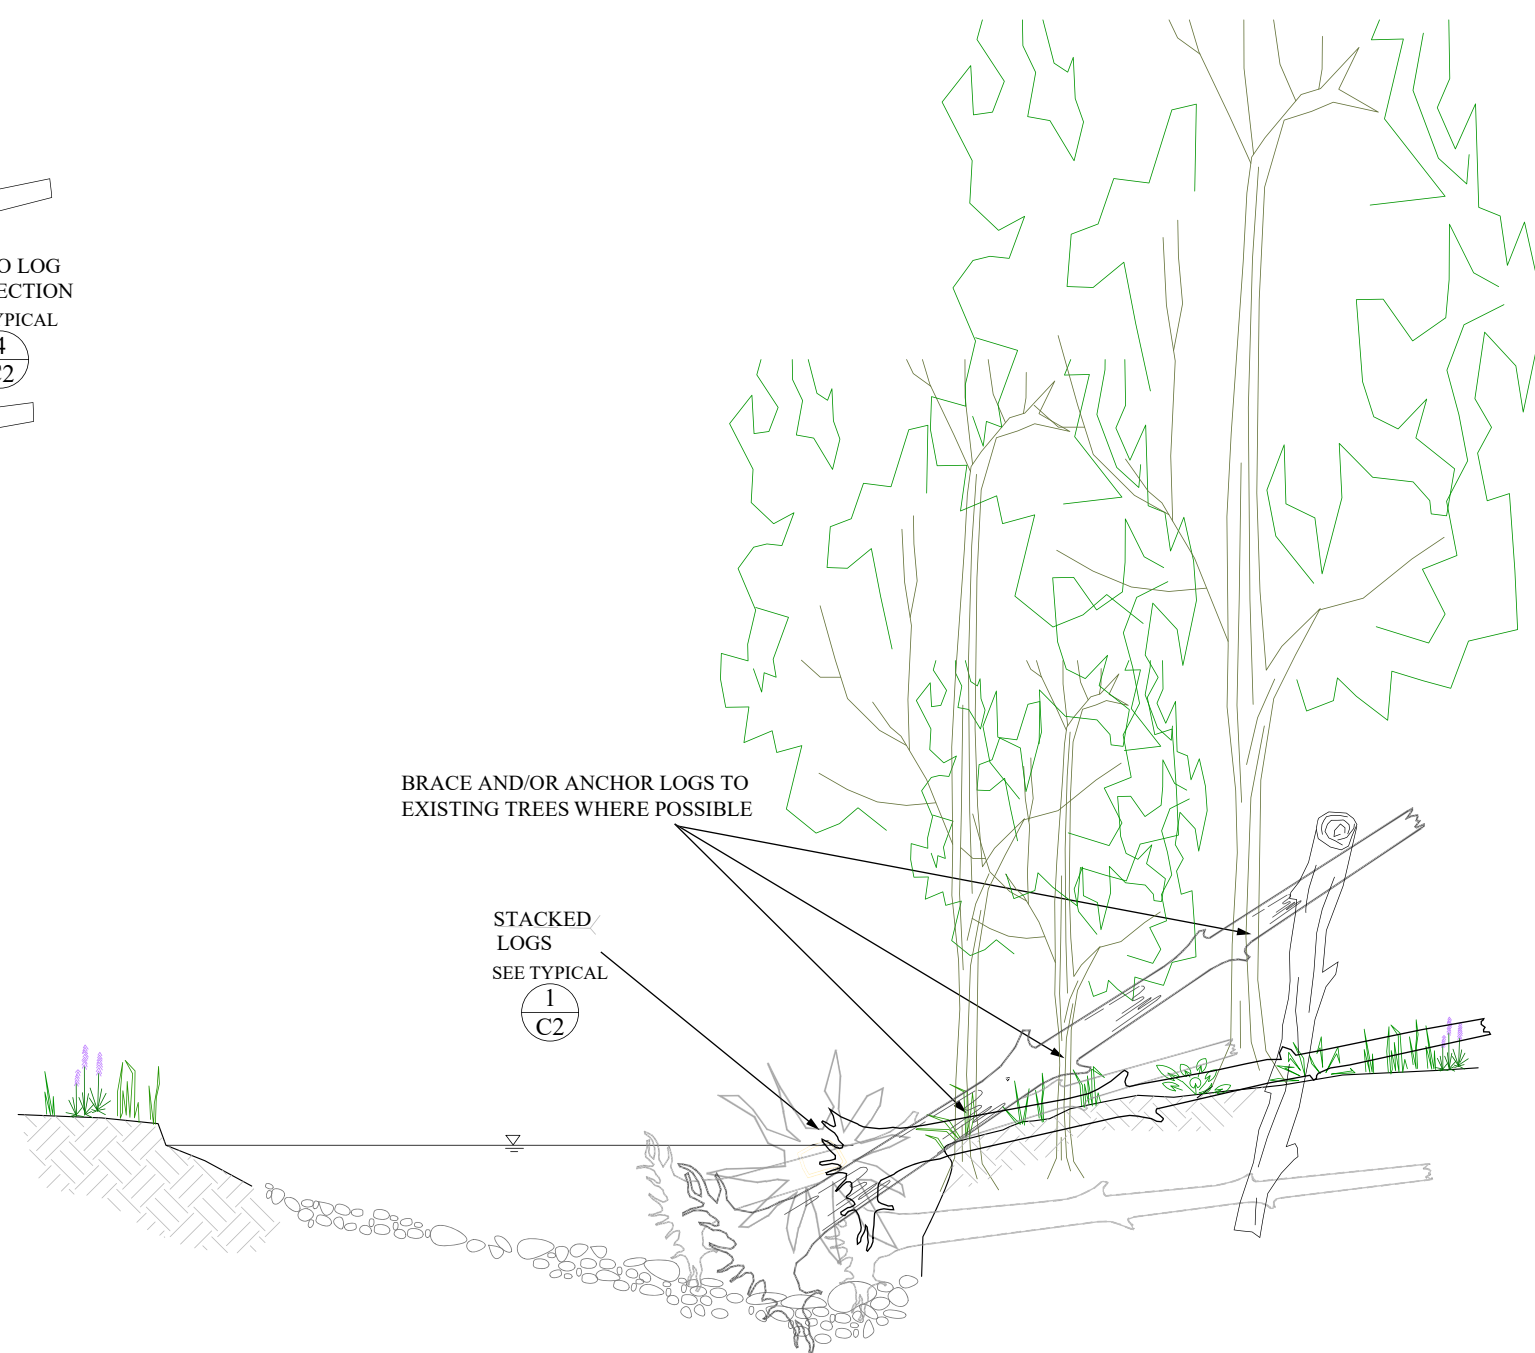 O LOG
ECTION
YPICAL
4
C2
BRACE AND/OR ANCHOR LOGS TO
EXISTING TREES WHERE POSSIBLE
STACKED
LOGS
SEE TYPICAL
1
C2